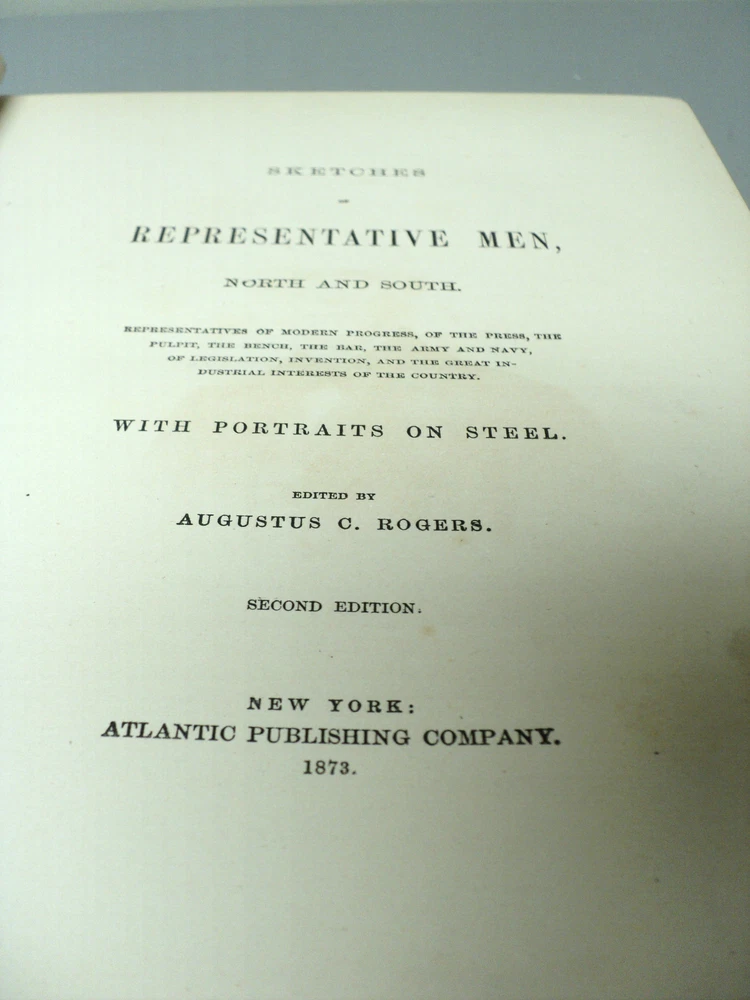 SKETCHES
OF
REPRESENTATIVE MEN,
NORTH AND SOUTH.
REPRESENTATIVES OF MODERN PROGRESS, OF THE PRESS, THE
PULPIT, THE BENCH, THE BAR, THE ARMY AND NAVY,
OF LEGISLATION, INVENTION, AND THE GREAT IN-
DUSTRIAL INTERESTS OF THE COUNTRY.
WITH PORTRAITS ON STEEL.
EDITED BY
AUGUSTUS C. ROGERS.
SECOND EDITION.
NEW YORK:
ATLANTIC PUBLISHING COMPANY.
1873.